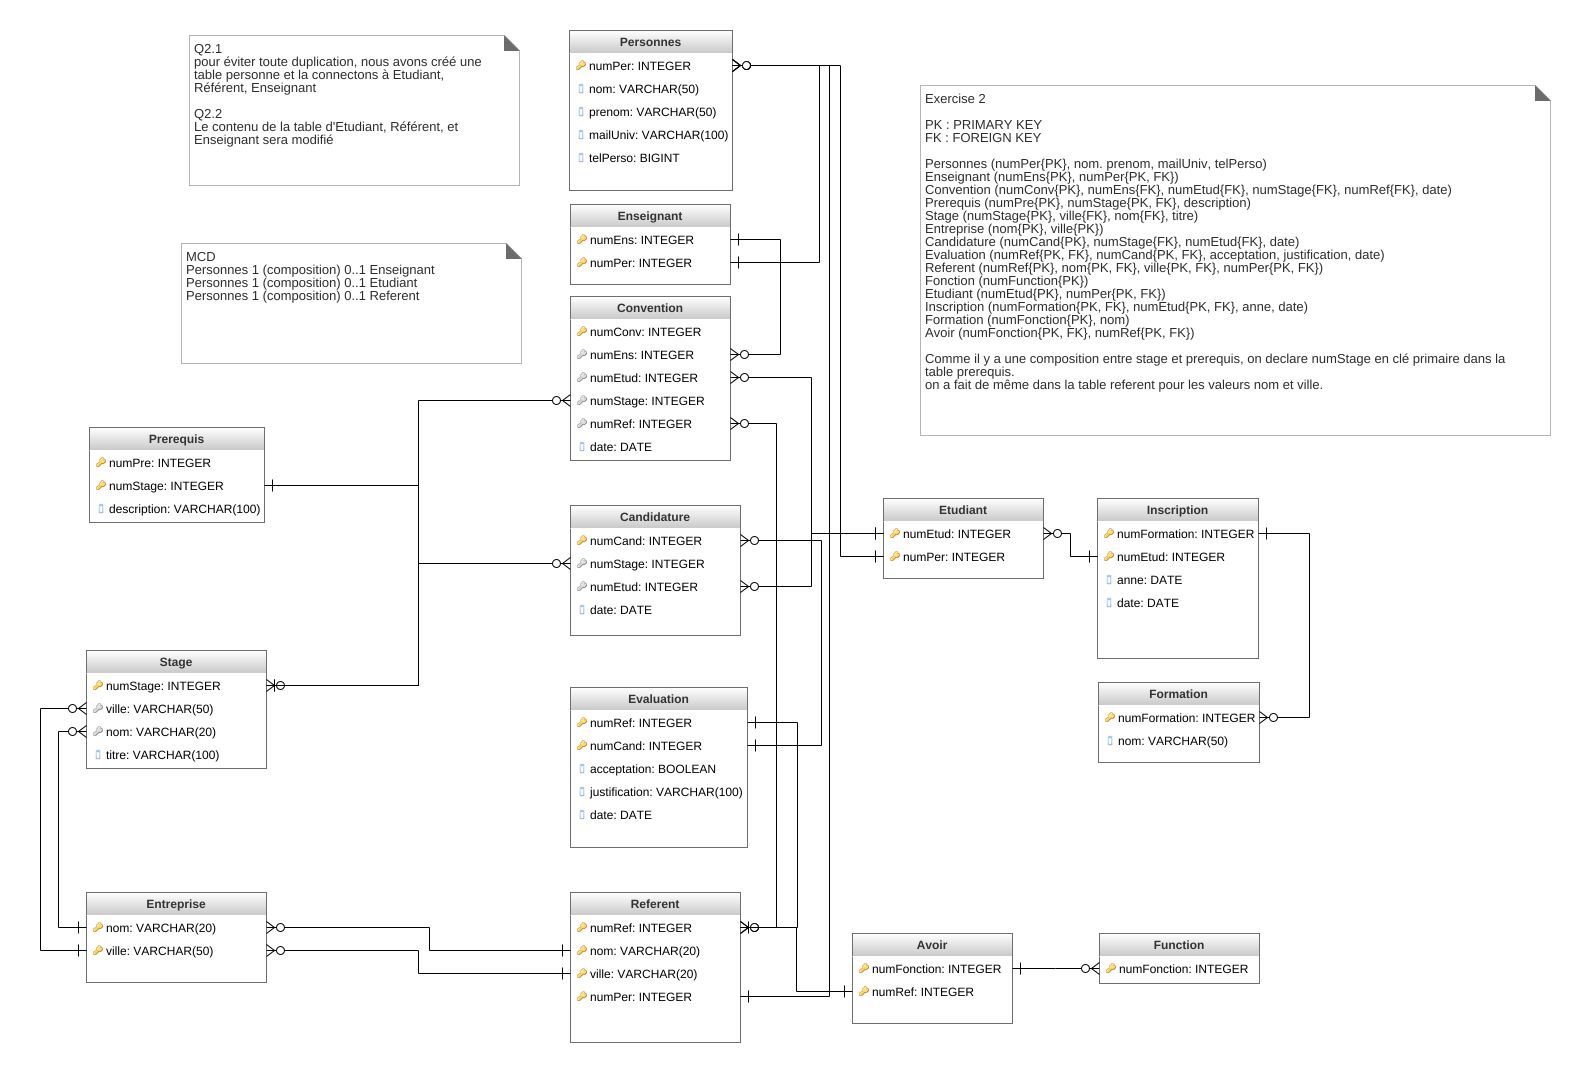 Q2.1
pour éviter toute duplication, nous avons créé une
table personne et la connectons à Etudiant,
Référent, Enseignant
Q2.2
Le contenu de la table d'Etudiant, Référent, et
Enseignant sera modifié
MCD
Personnes 1 (composition) 0..1 Enseignant
Personnes 1 (composition) 0..1 Etudiant
Personnes 1 (composition) 0..1 Referent
Personnes
numPer: INTEGER
nom: VARCHAR(50)
prenom: VARCHAR(50)
mailUniv: VARCHAR(100)
telPerso: BIGINT
Enseignant
numEns: INTEGER
numPer: INTEGER
Convention
numConv: INTEGER
numEns: INTEGER
numEtud: INTEGER
numStage: INTEGER
numRef: INTEGER
date: DATE
Exercise 2
PK : PRIMARY KEY
FK : FOREIGN KEY
Personnes (numPer{PK}, nom. prenom, mailUniv, telPerso)
Enseignant (numEns{PK}, numPer{PK, FK})
Convention (numConv{PK}, numEns{FK}, numEtud{FK}, numStage{FK}, numRef{FK}, date)
Prerequis (numPre{PK}, numStage{PK, FK}, description)
Stage (numStage{PK}, ville{FK}, nom{FK}, titre)
Entreprise (nom{PK}, ville{PK})
Candidature (numCand{PK}, numStage{FK}, numEtud{FK}, date)
Evaluation (numRef{PK, FK}, numCand{PK, FK}, acceptation, justification, date)
Referent (numRef{PK}, nom{PK, FK}, ville{PK, FK}, numPer{PK, FK})
Fonction (numFunction{PK})
Etudiant (numEtud{PK}, numPer{PK, FK})
Inscription (numFormation{PK, FK}, numEtud{PK, FK}, anne, date)
Formation (numFonction{PK}, nom)
Avoir (numFonction{PK, FK}, numRef{PK, FK})
Comme il y a une composition entre stage et prerequis, on declare numStage en clé primaire dans la
table prerequis.
on a fait de même dans la table referent pour les valeurs nom et ville.
Prerequis
numPre: INTEGER
numStage: INTEGER
description: VARCHAR(100)
Candidature
numCand: INTEGER
numStage: INTEGER
numEtud: INTEGER
date: DATE
Etudiant
numEtud: INTEGER
numPer: INTEGER
Inscription
numFormation: INTEGER
numEtud: INTEGER
anne: DATE
date: DATE
Stage
numStage: INTEGER
ville: VARCHAR(50)
nom: VARCHAR(20)
titre: VARCHAR(100)
Evaluation
numRef: INTEGER
numCand: INTEGER
acceptation: BOOLEAN
justification: VARCHAR(100)
date: DATE
Formation
numFormation: INTEGER
nom: VARCHAR(50)
Entreprise
nom: VARCHAR(20)
ville: VARCHAR(50)
Referent
numRef: INTEGER
nom: VARCHAR(20)
ville: VARCHAR(20)
numPer: INTEGER
Avoir
numFonction: INTEGER
numRef: INTEGER
Function
numFonction: INTEGER